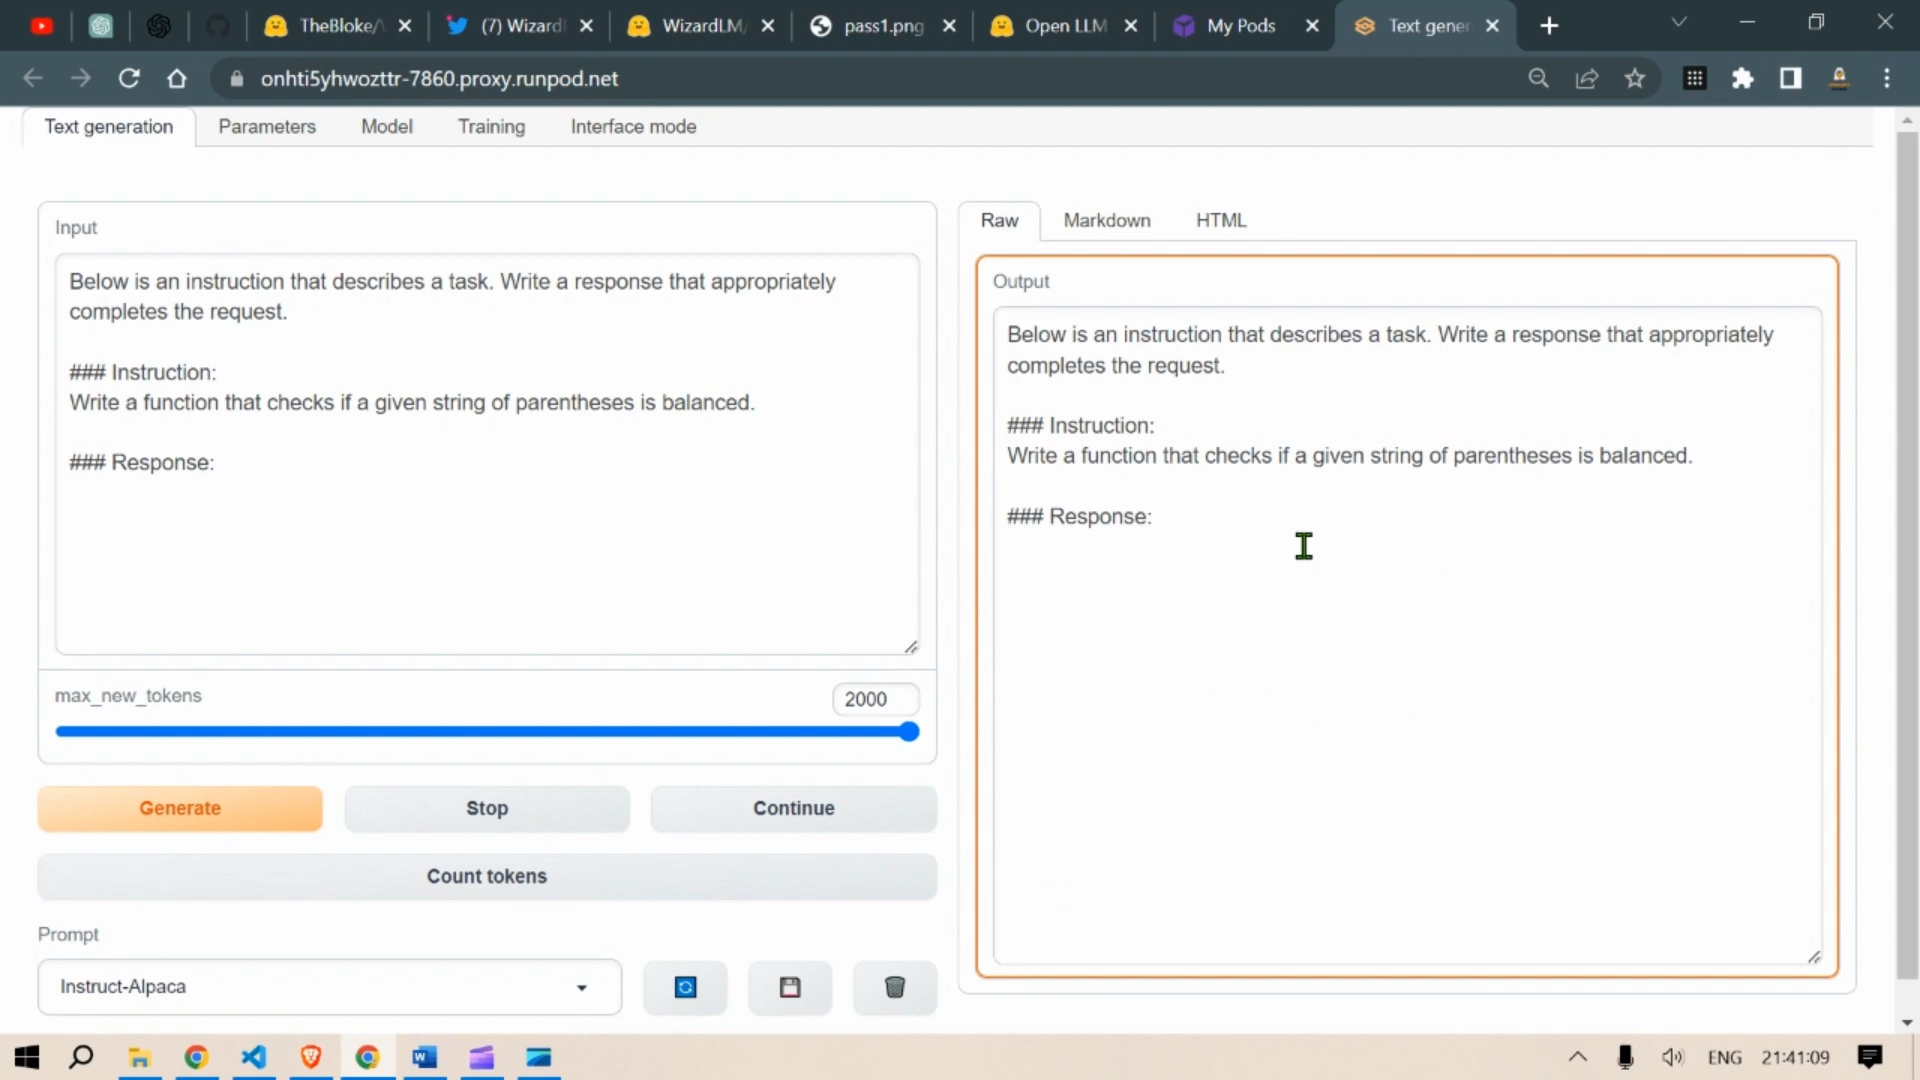 TheBloke/
(7) Wizard
WizardLM/
pass1.png
Open LLM
My Pods
Text gener
onhti5yhwozttr-7860.proxy.runpod.net
Text generation
Parameters
Model
Training
Interface mode
Input
Below is an instruction that describes a task. Write a response that appropriately
completes the request.
### Instruction:
Write a function that checks if a given string of parentheses is balanced.
### Response:
max_new_tokens
2000
Generate
Stop
Continue
Count tokens
Prompt
Instruct-Alpaca
Raw
Markdown
HTML
Output
Below is an instruction that describes a task. Write a response that appropriately
completes the request.
### Instruction:
Write a function that checks if a given string of parentheses is balanced.
### Response:
ENG
21:41:09